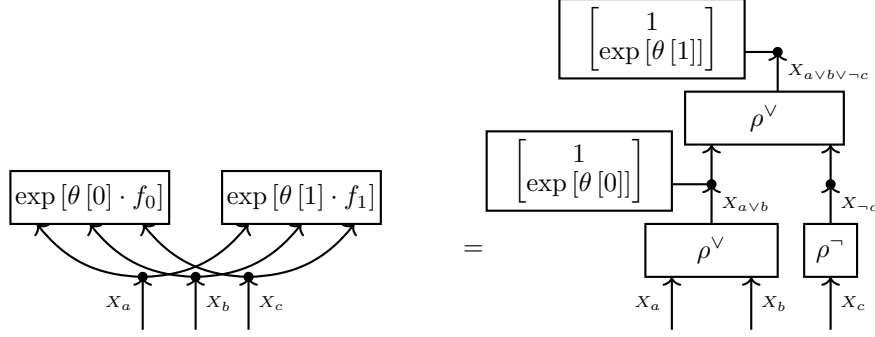 exp [θ [0] · f₀]
exp [θ [1] · f₁]
X_a
X_b
X_c
=
[1
exp [θ [1]]]
X_{a∨b∨¬c}
ρ^∨
[1
exp [θ [0]]]
X_{a∨b}
X_{¬c}
ρ^∨
ρ^¬
X_a
X_b
X_c